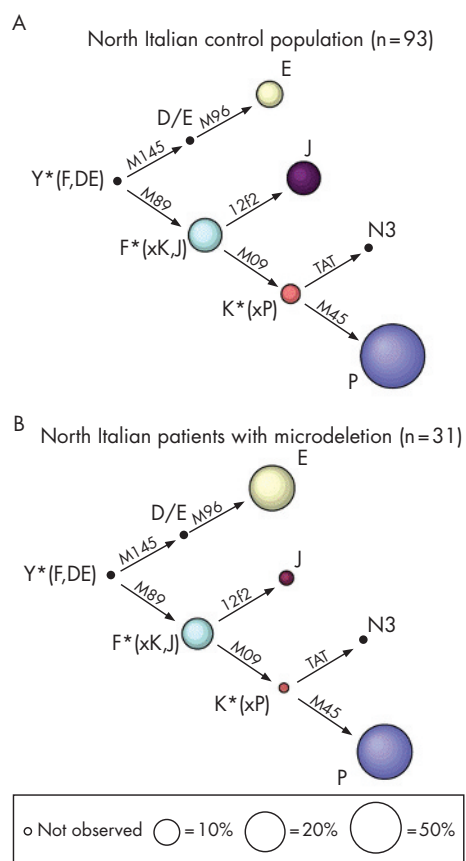 A
North Italian control population (n=93)
E
M96
D/E
M145
J
Y*(F,DE)
12f2
M89
N3
F*(xK,J)
M09
TAT
K*(xP)
M45
P
B
North Italian patients with microdeletion (n=31)
E
M96
D/E
M145
J
Y*(F,DE)
12f2
M89
N3
F*(xK,J)
M09
TAT
K*(xP)
M45
P
Not observed =10% =20% =50%